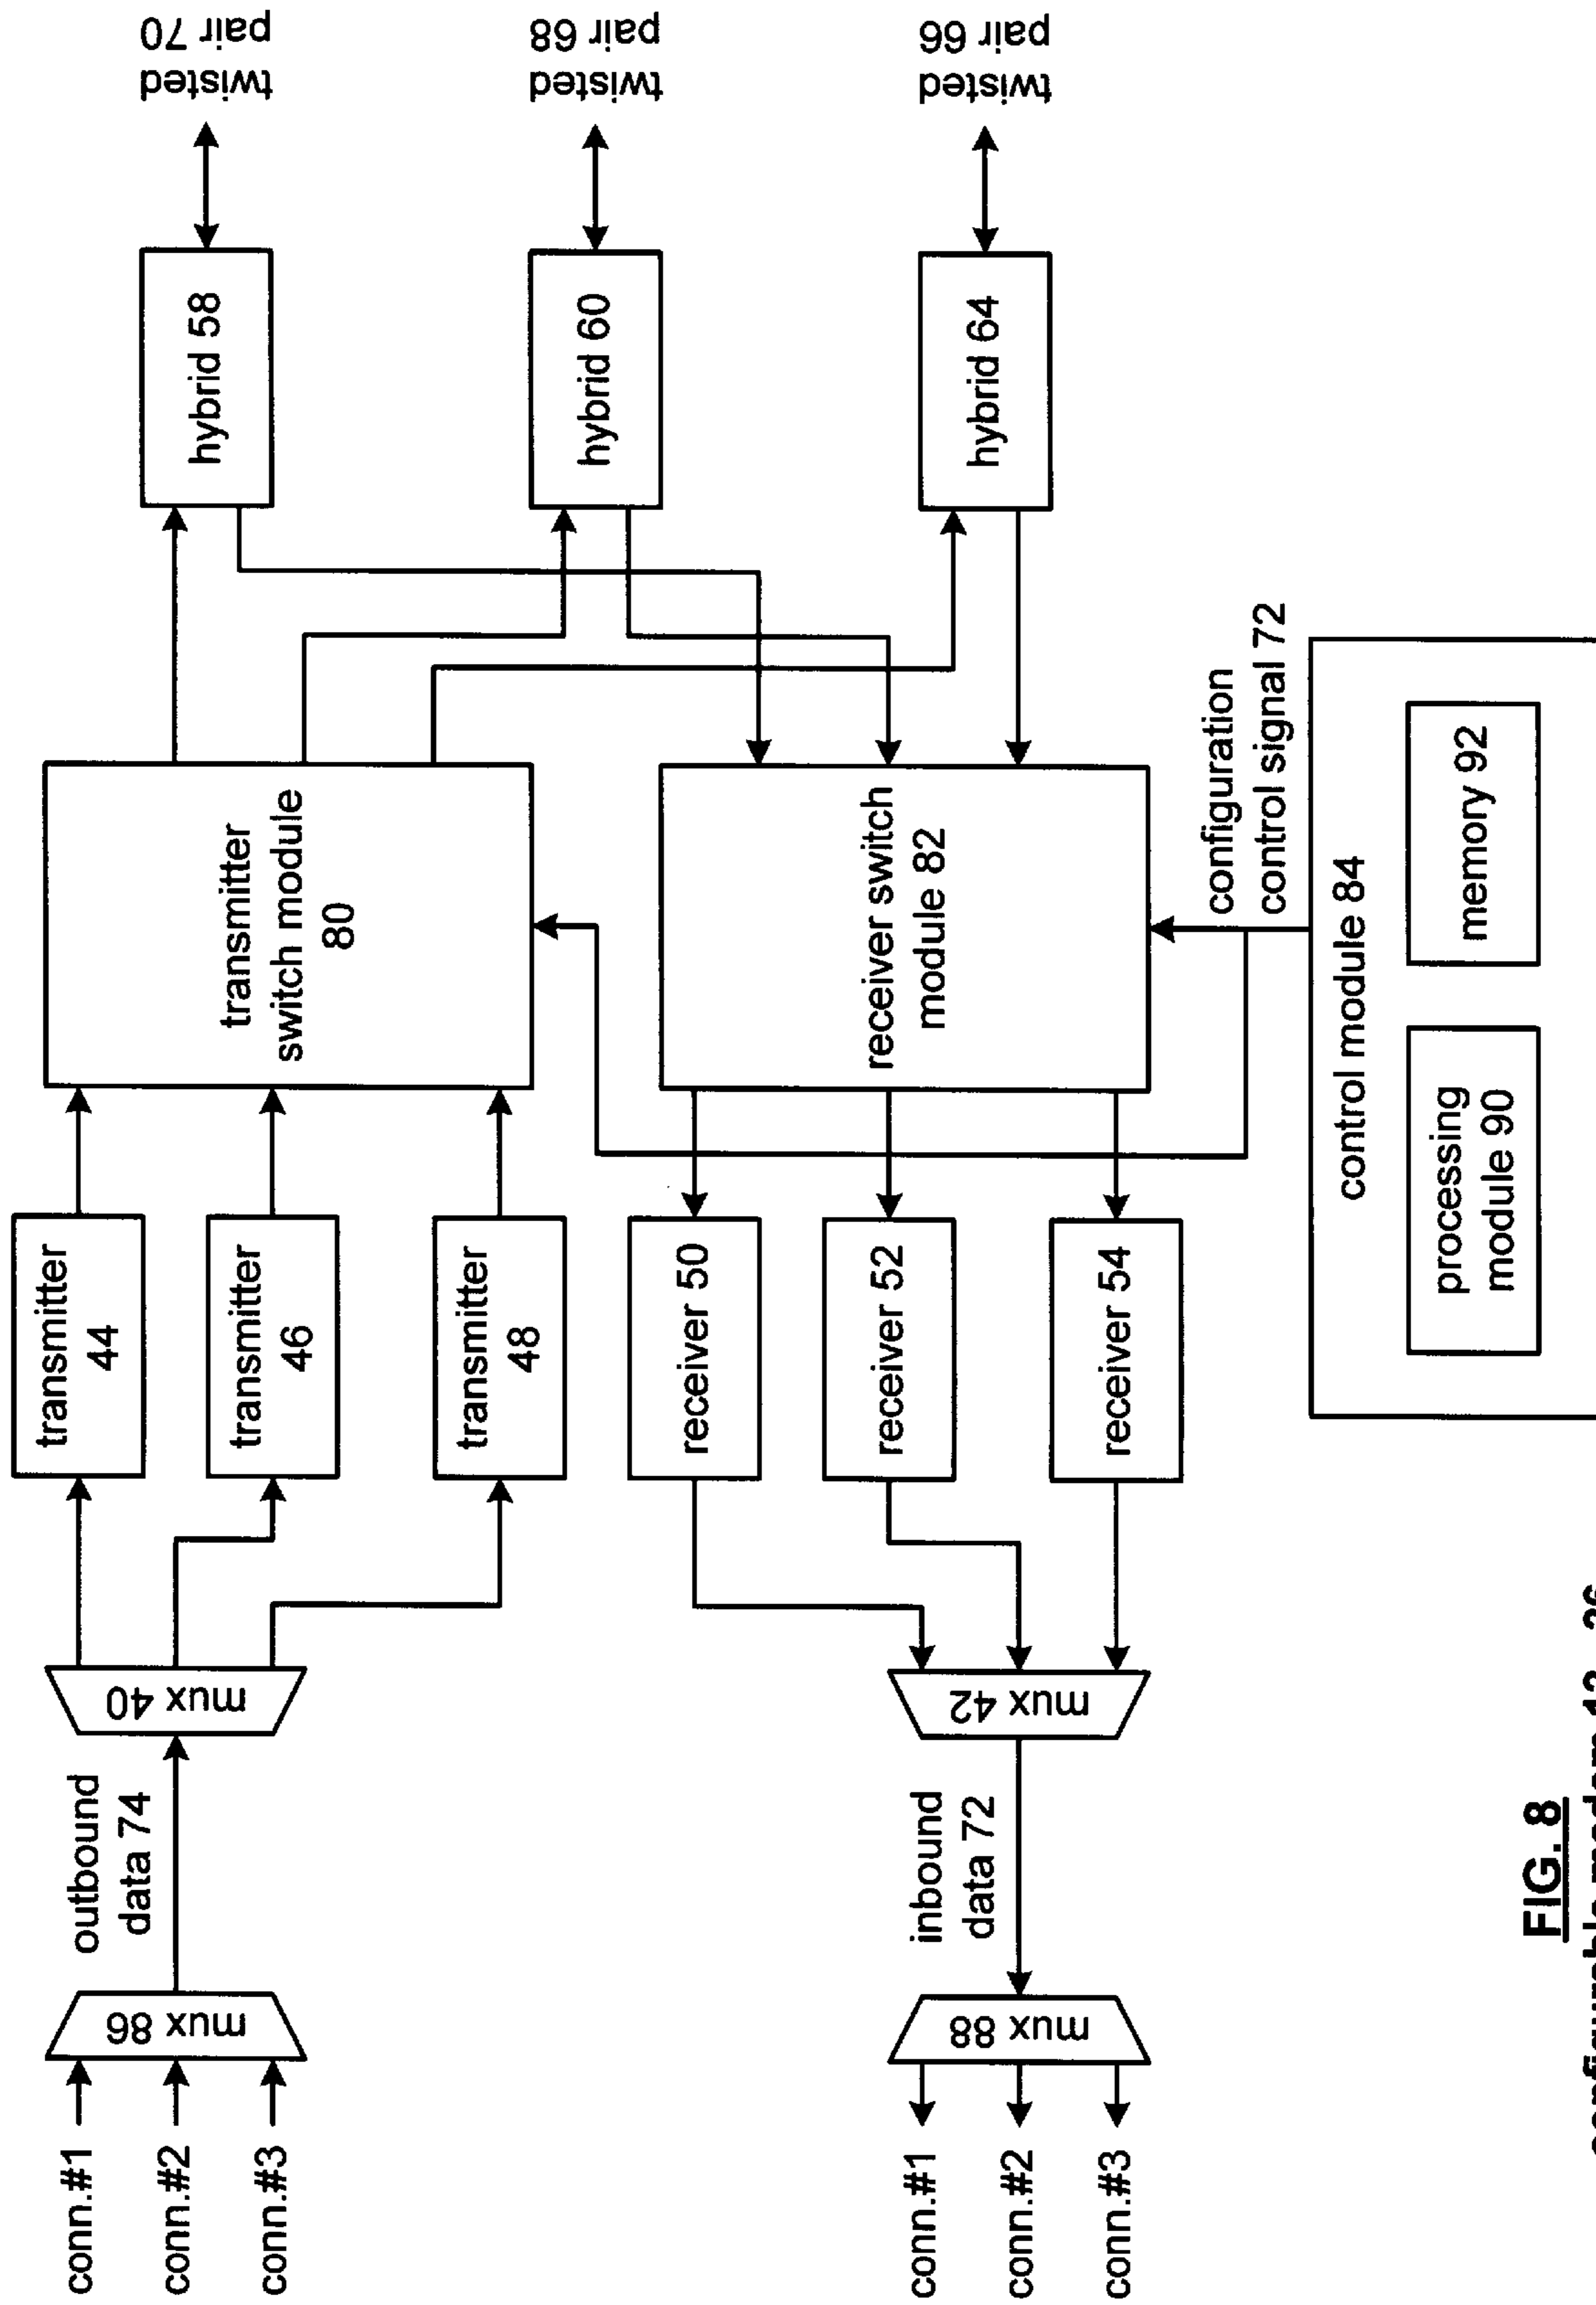 conn.#1
conn.#2
conn.#3
mux 86
outbound
data 74
mux 40
transmitter
44
transmitter
46
transmitter
48
transmitter
switch module
80
hybrid 58
twisted
pair 70
hybrid 60
twisted
pair 68
hybrid 64
twisted
pair 66
conn.#1
conn.#2
conn.#3
mux 88
inbound
data 72
mux 42
receiver 50
receiver 52
receiver 54
receiver switch
module 82
configuration
control signal 72
control module 84
processing
module 90
memory 92
FIG. 8
configurable modem 12